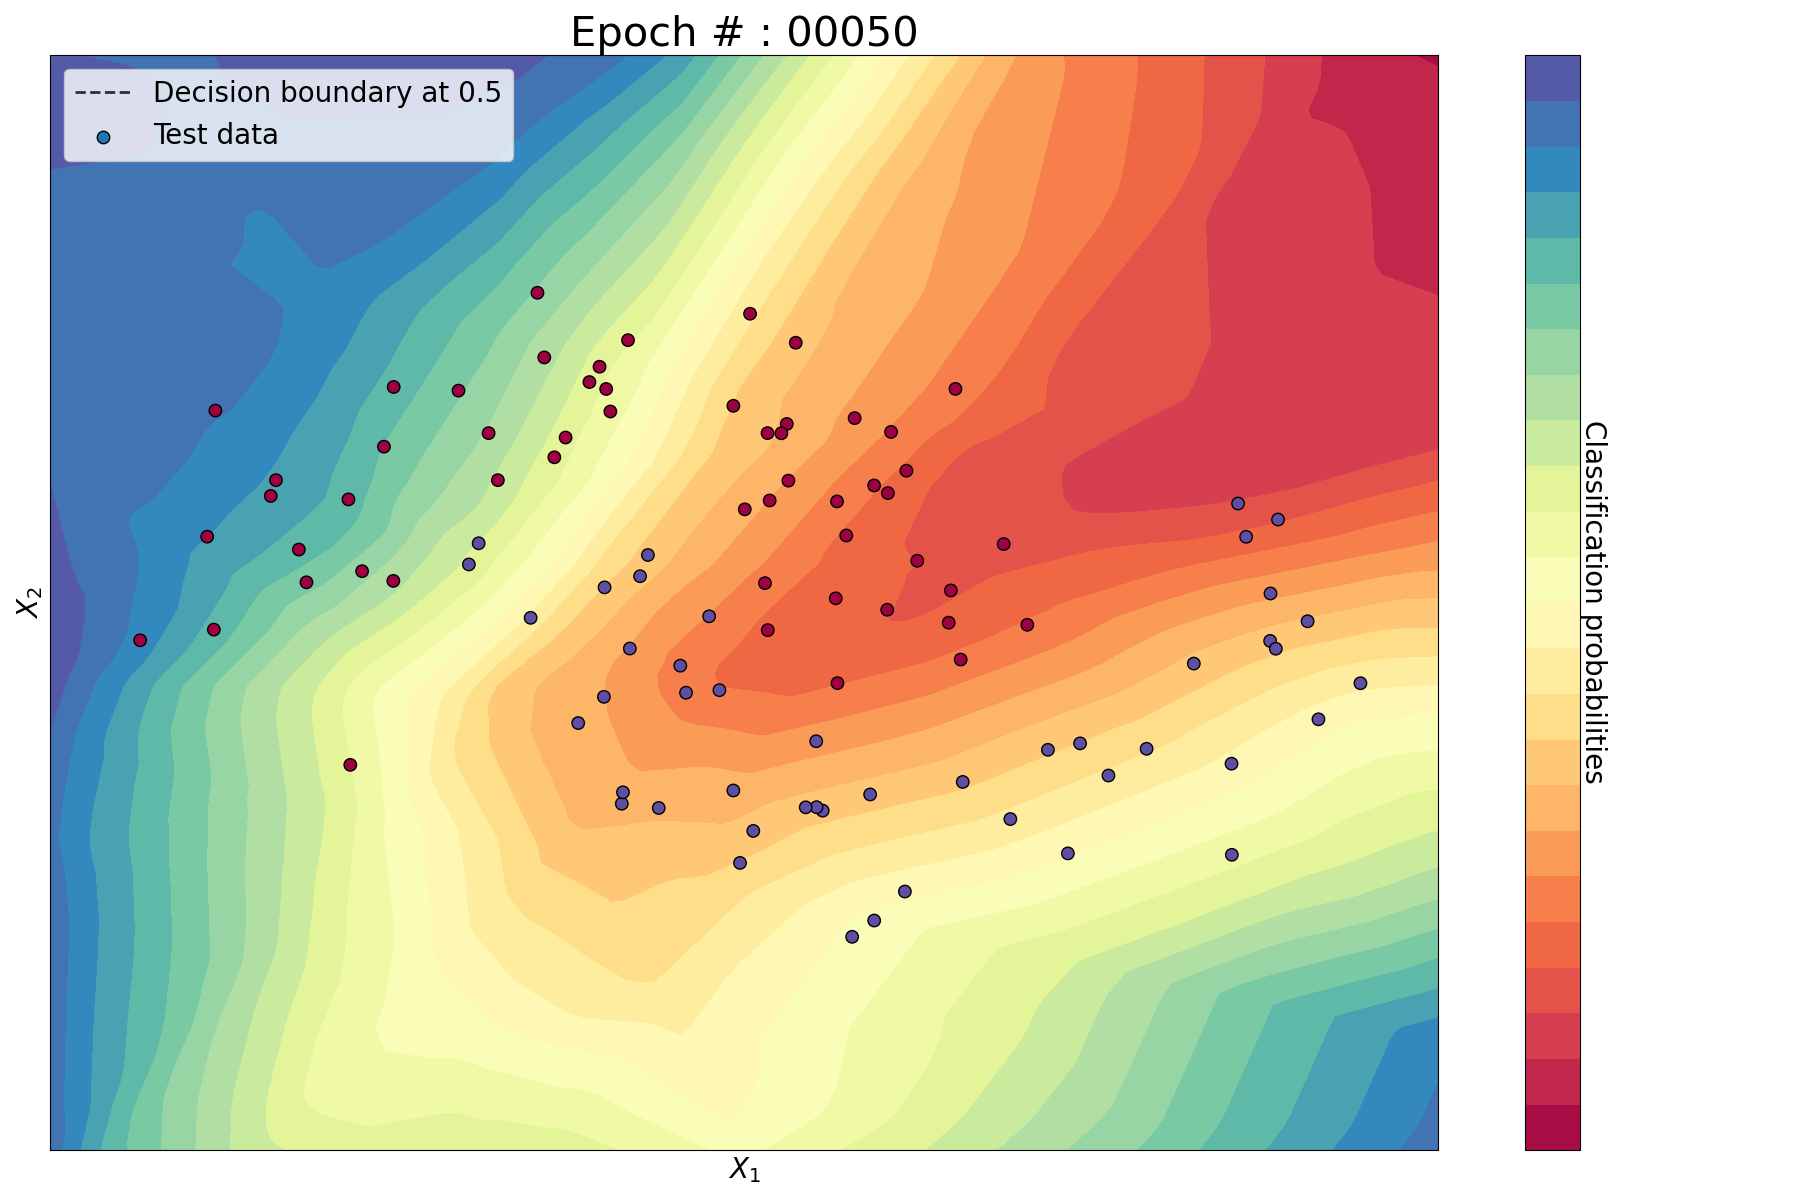 Epoch # : 00050
Decision boundary at 0.5
Test data
X₂
X₁
Classification probabilities